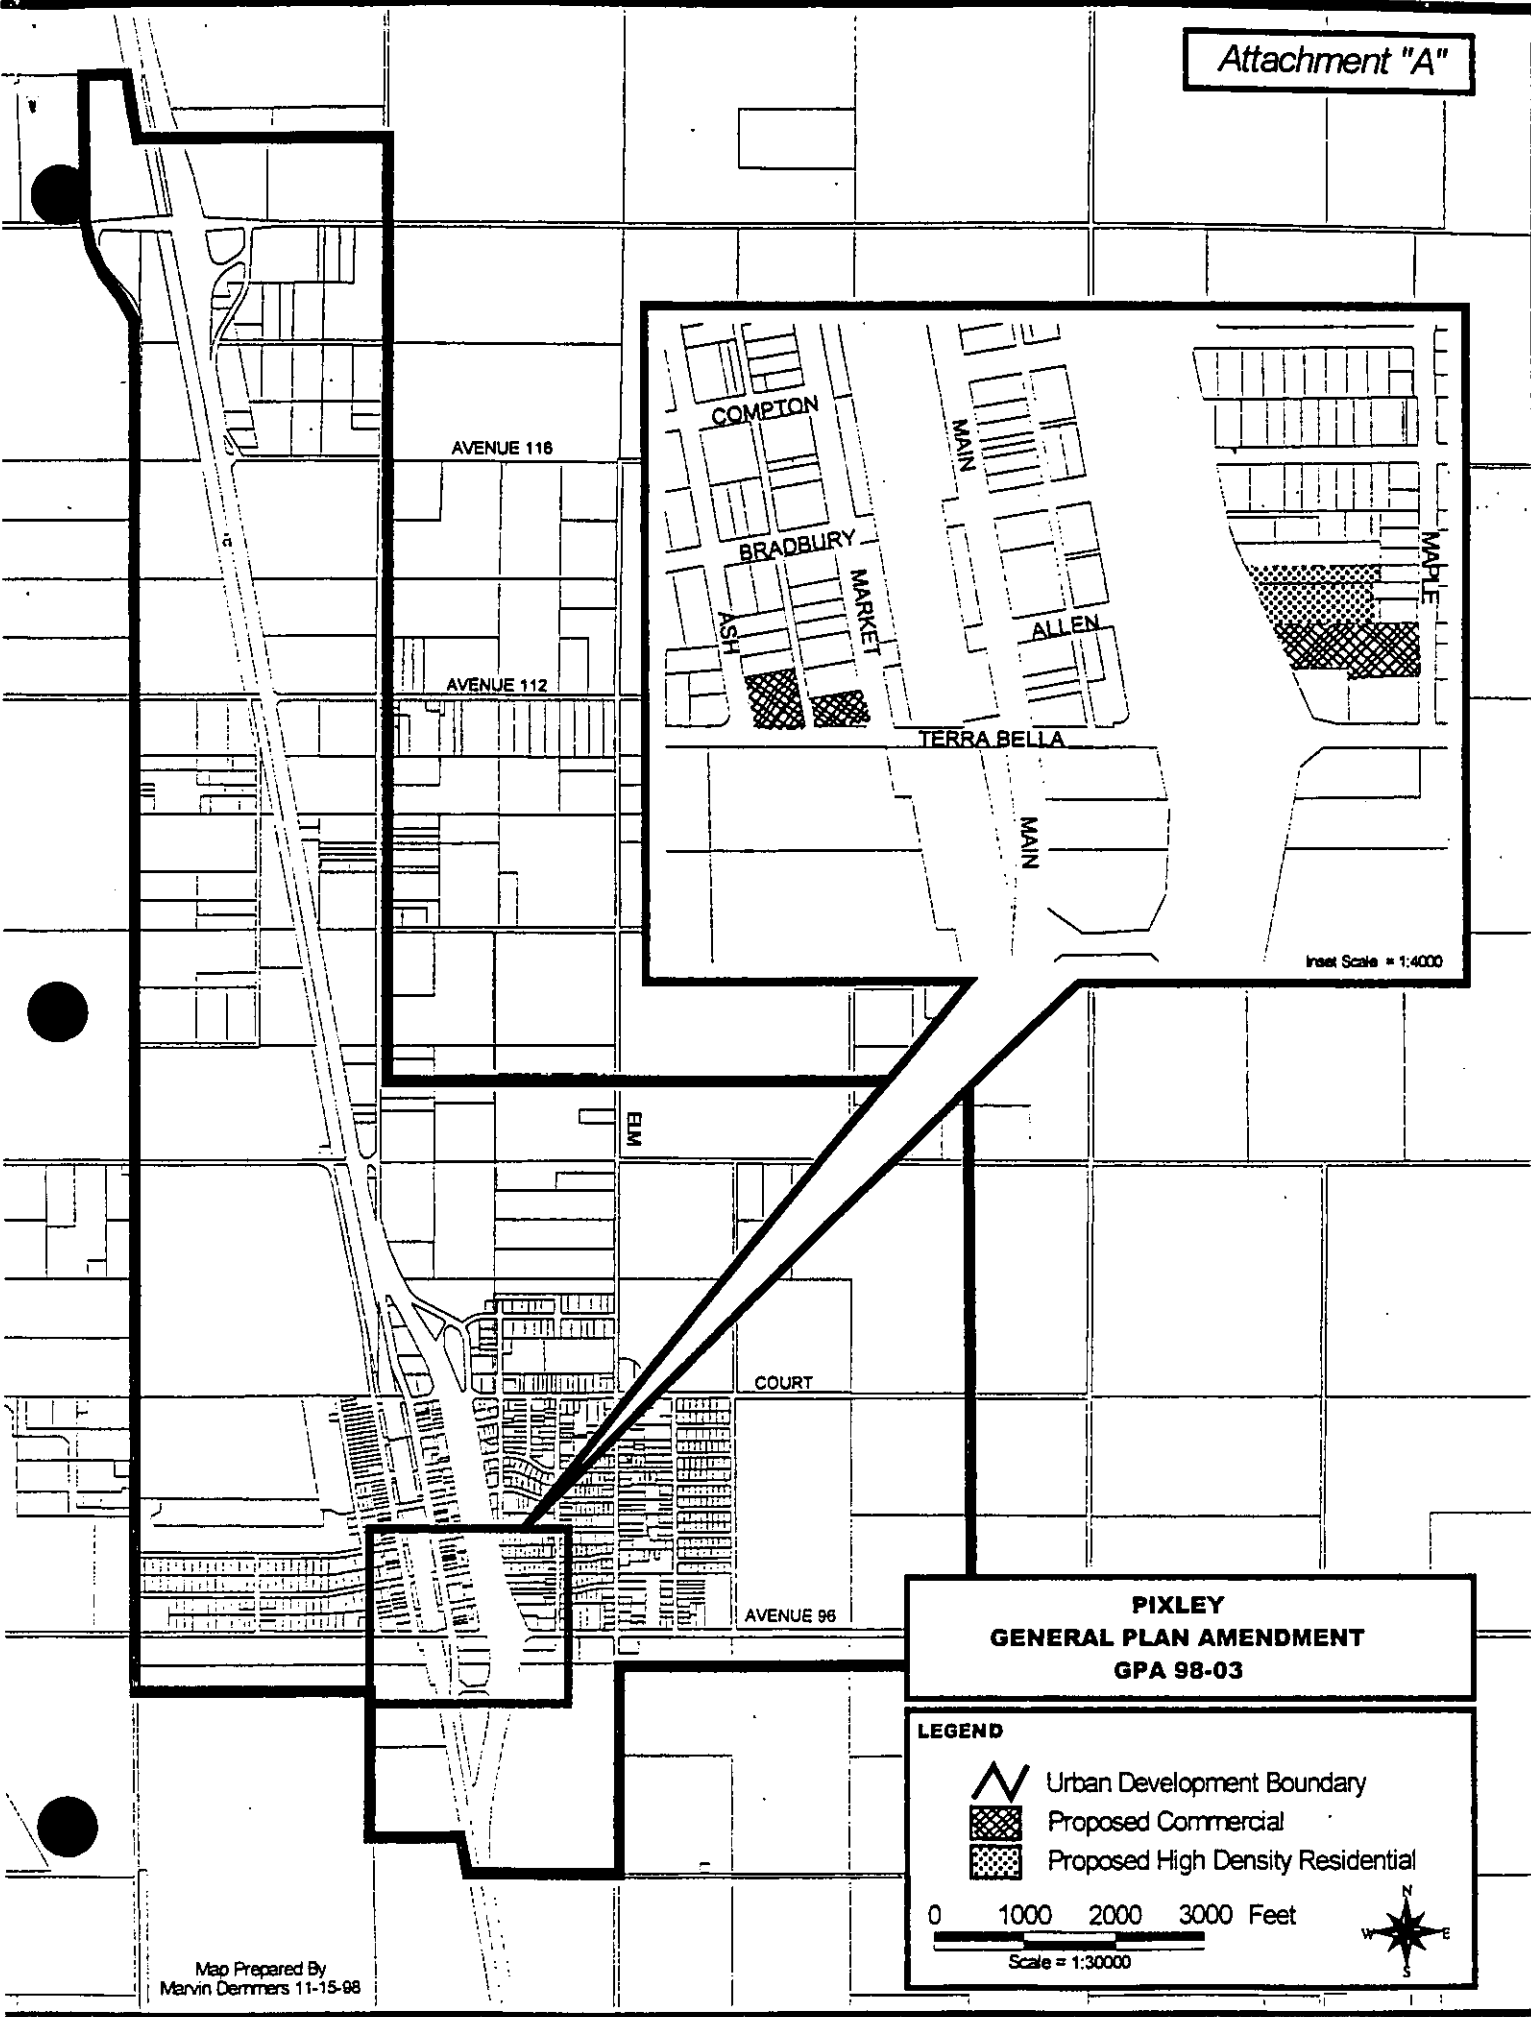 Attachment "A"
COMPTON
MAIN
AVENUE 116
BRADBURY
MAPLE
MARKET
ASH
ALLEN
AVENUE 112
TERRA BELLA
MAIN
Inset Scale = 1:4000
ELM
COURT
AVENUE 96
PIXLEY
GENERAL PLAN AMENDMENT
GPA 98-03
LEGEND
Urban Development Boundary
Proposed Commercial
Proposed High Density Residential
0 1000 2000 3000 Feet
Scale = 1:30000
N
W E
S
Map Prepared By
Marvin Demmers 11-15-98